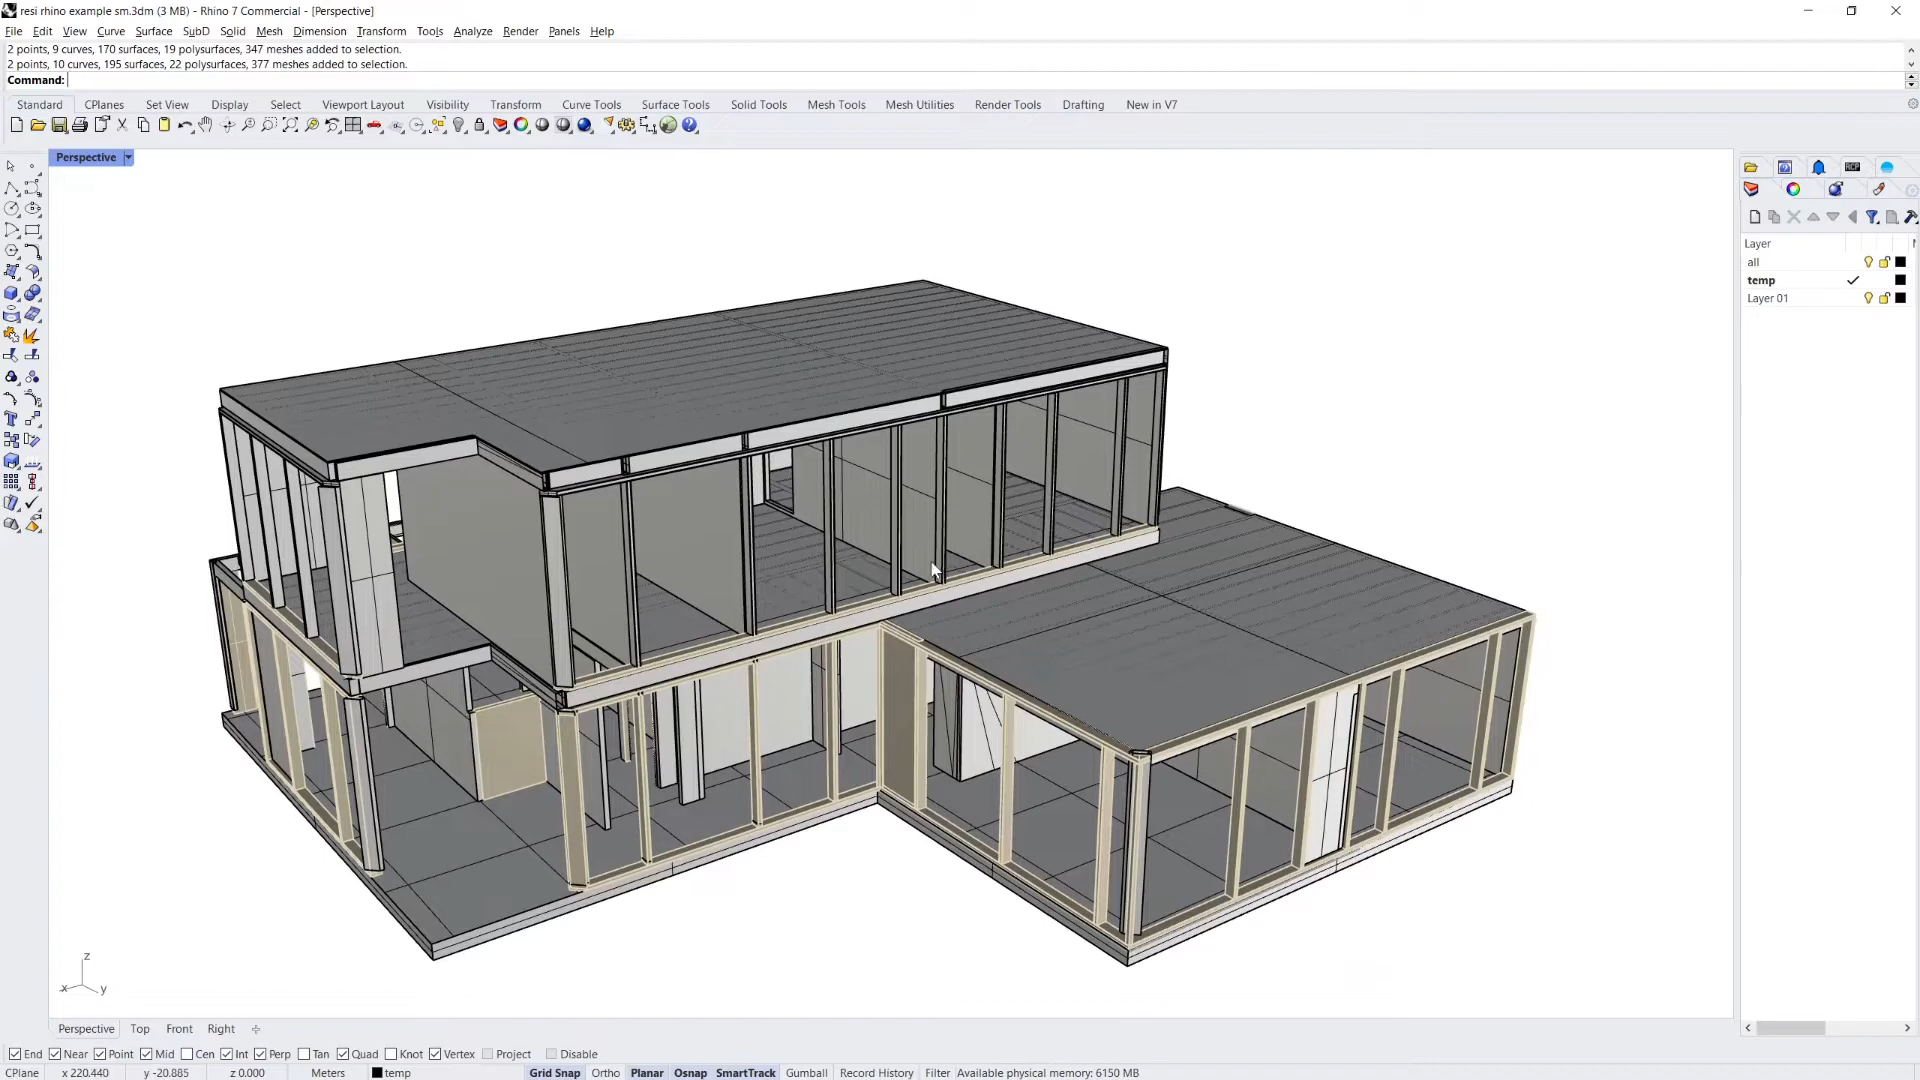 resi rhino example sm.3dm (3 MB) - Rhino 7 Commercial - [Perspective]
File Edit View Curve Surface SubD Solid Mesh Dimension Transform Tools Analyze Render Panels Help
2 points, 9 curves, 170 surfaces, 19 polysurfaces, 347 meshes added to selection.
2 points, 10 curves, 195 surfaces, 22 polysurfaces, 377 meshes added to selection.
Command:
Standard CPlanes Set View Display Select Viewport Layout Visibility Transform Curve Tools Surface Tools Solid Tools Mesh Tools Mesh Utilities Render Tools Drafting New in V7
Perspective
Layer
all
temp
Layer 01
z
x y
Perspective Top Front Right
End Near Point Mid Cen Int Perp Tan Quad Knot Vertex Project Disable
CPlane x 220.440 y -20.885 z 0.000 Meters temp Grid Snap Ortho Planar Osnap SmartTrack Gumball Record History Filter Available physical memory: 6150 MB